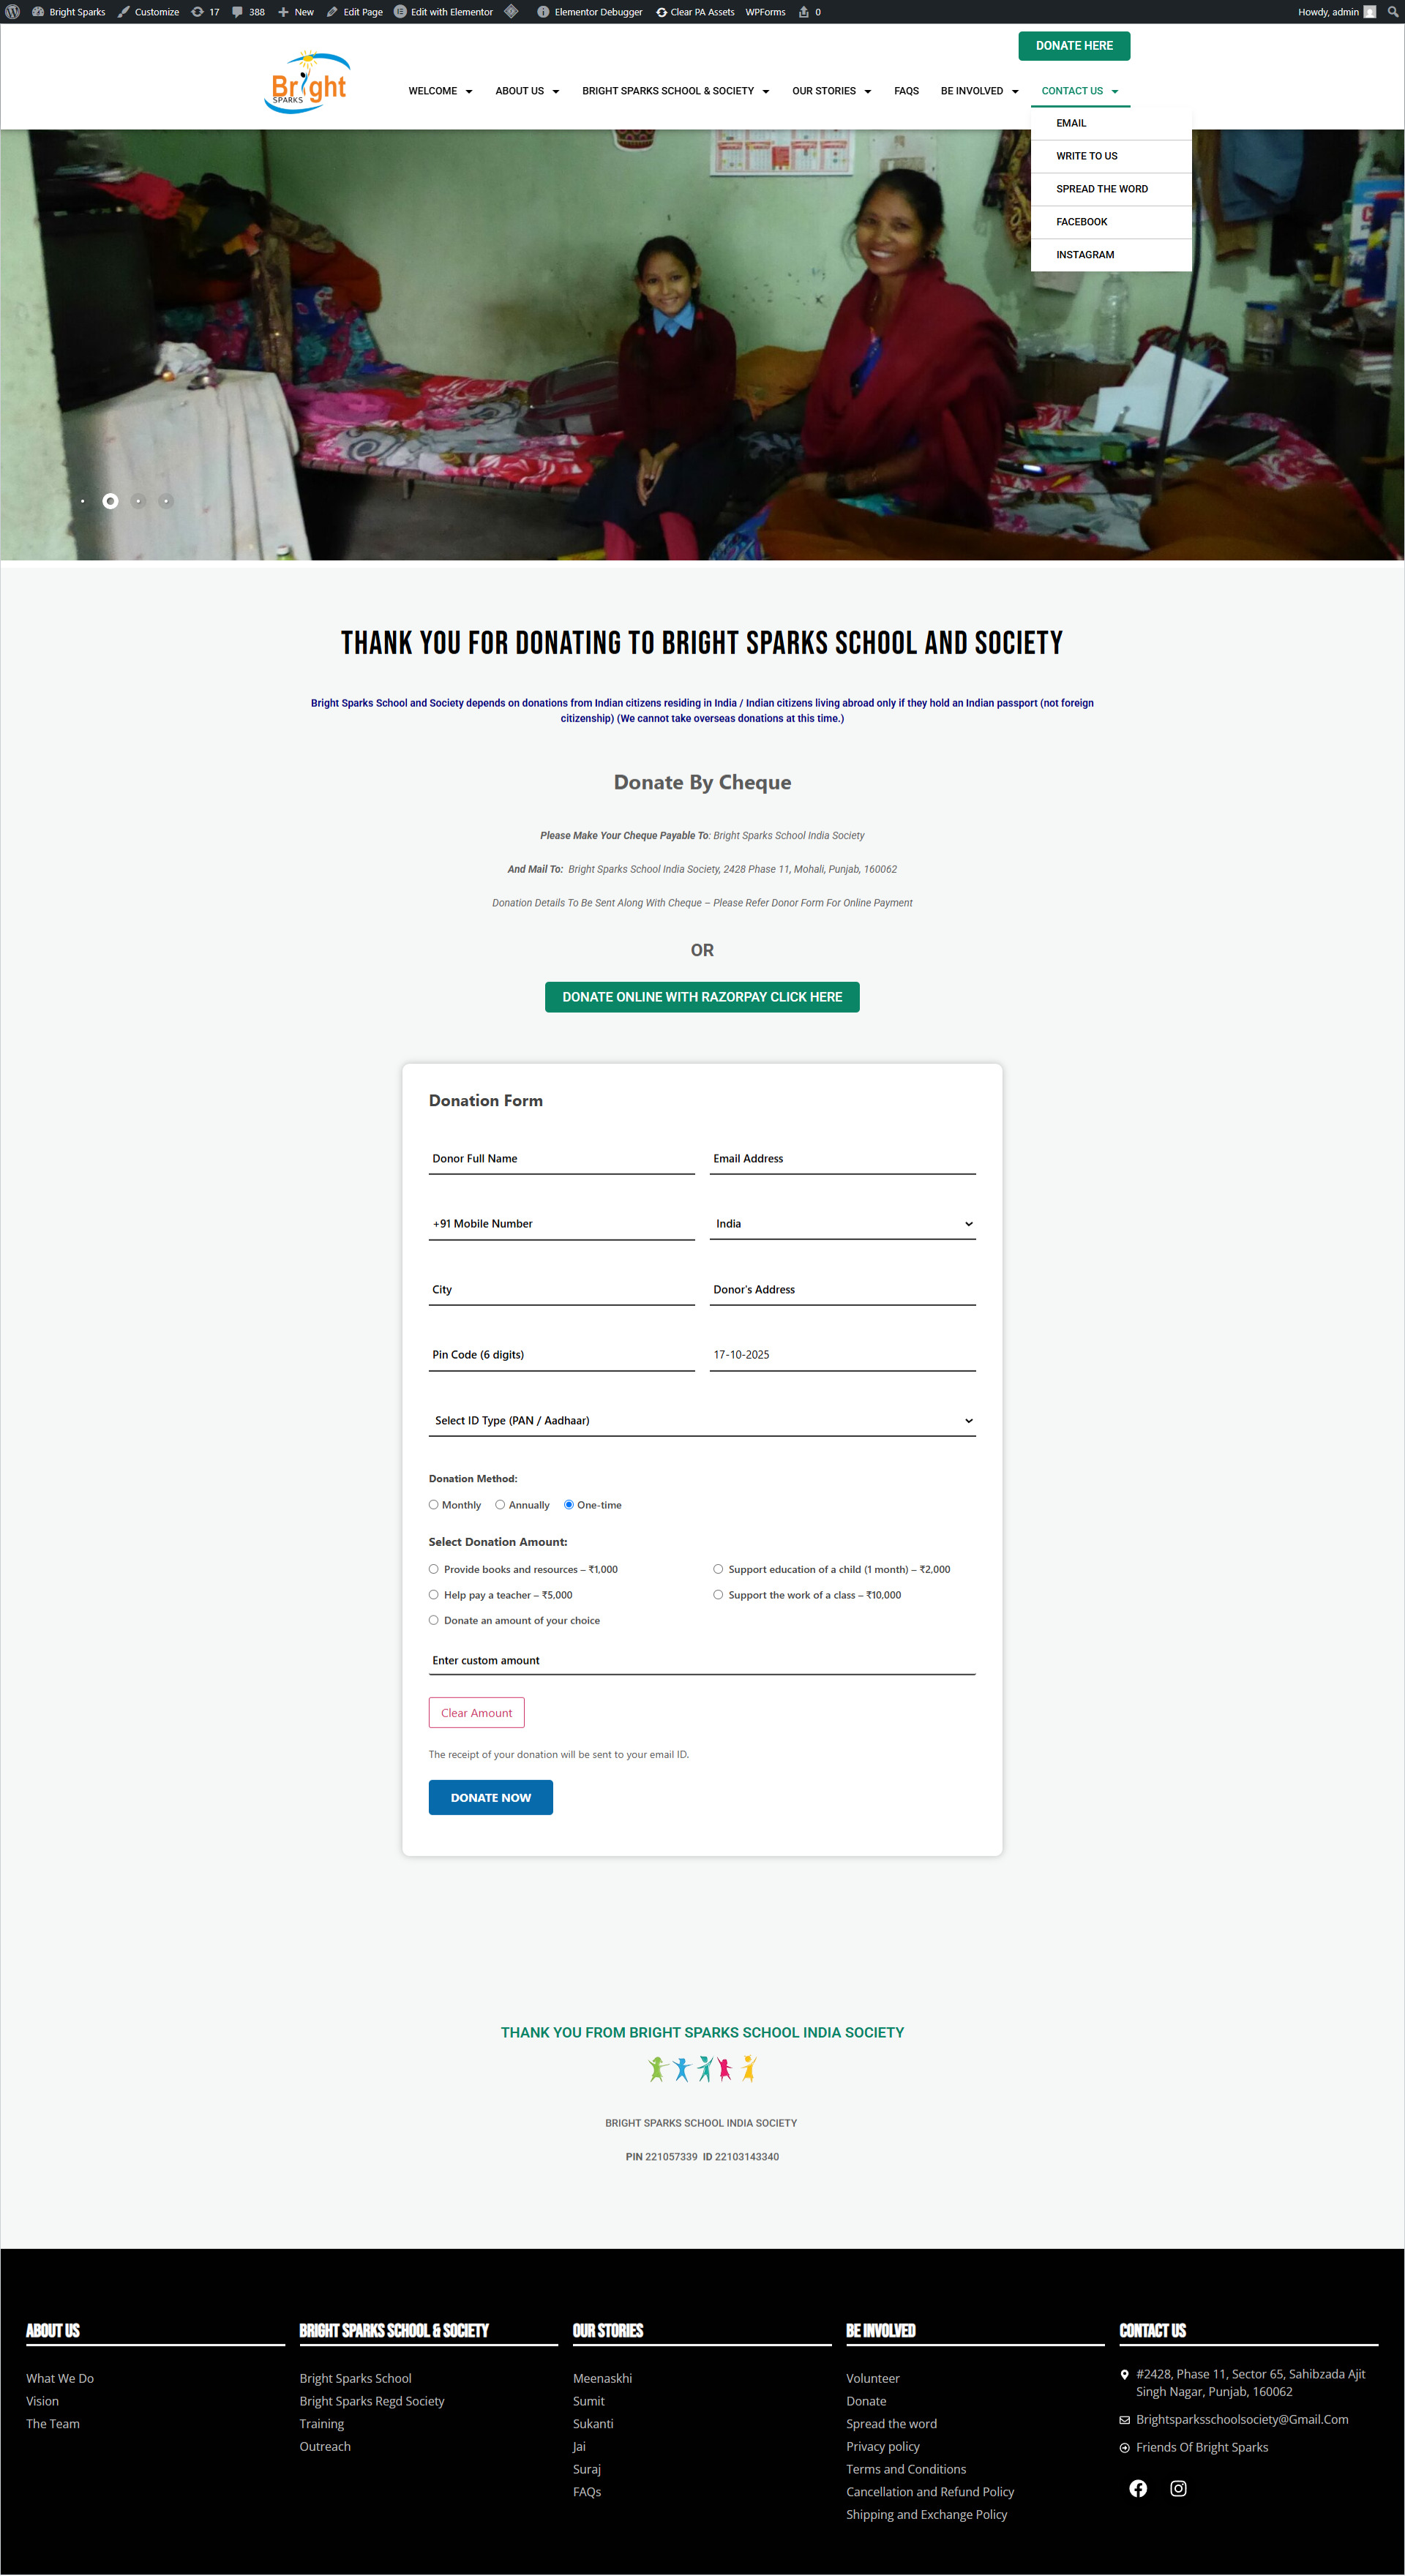 Bright Sparks Customize 17 388 New Edit Page Edit with Elementor Elementor Debugger Clear PA Assets WPForms 0 Howdy, admin
DONATE HERE
Bright
SPARKS
WELCOME ABOUT US BRIGHT SPARKS SCHOOL & SOCIETY OUR STORIES FAQS BE INVOLVED CONTACT US
EMAIL
WRITE TO US
SPREAD THE WORD
FACEBOOK
INSTAGRAM
THANK YOU FOR DONATING TO BRIGHT SPARKS SCHOOL AND SOCIETY
Bright Sparks School and Society depends on donations from Indian citizens residing in India / Indian citizens living abroad only if they hold an Indian passport (not foreign
citizenship) (We cannot take overseas donations at this time.)
Donate By Cheque
Please Make Your Cheque Payable To: Bright Sparks School India Society
And Mail To: Bright Sparks School India Society, 2428 Phase 11, Mohali, Punjab, 160062
Donation Details To Be Sent Along With Cheque – Please Refer Donor Form For Online Payment
OR
DONATE ONLINE WITH RAZORPAY CLICK HERE
Donation Form
Donor Full Name Email Address
+91 Mobile Number India
City Donor's Address
Pin Code (6 digits) 17-10-2025
Select ID Type (PAN / Aadhaar)
Donation Method:
Monthly Annually One-time
Select Donation Amount:
Provide books and resources – ₹1,000 Support education of a child (1 month) – ₹2,000
Help pay a teacher – ₹5,000 Support the work of a class – ₹10,000
Donate an amount of your choice
Enter custom amount
Clear Amount
The receipt of your donation will be sent to your email ID.
DONATE NOW
THANK YOU FROM BRIGHT SPARKS SCHOOL INDIA SOCIETY
BRIGHT SPARKS SCHOOL INDIA SOCIETY
PIN 221057339 ID 22103143340
ABOUT US
What We Do
Vision
The Team
BRIGHT SPARKS SCHOOL & SOCIETY
Bright Sparks School
Bright Sparks Regd Society
Training
Outreach
OUR STORIES
Meenaskhi
Sumit
Sukanti
Jai
Suraj
FAQs
BE INVOLVED
Volunteer
Donate
Spread the word
Privacy policy
Terms and Conditions
Cancellation and Refund Policy
Shipping and Exchange Policy
CONTACT US
#2428, Phase 11, Sector 65, Sahibzada Ajit
Singh Nagar, Punjab, 160062
Brightsparksschoolsociety@Gmail.Com
Friends Of Bright Sparks